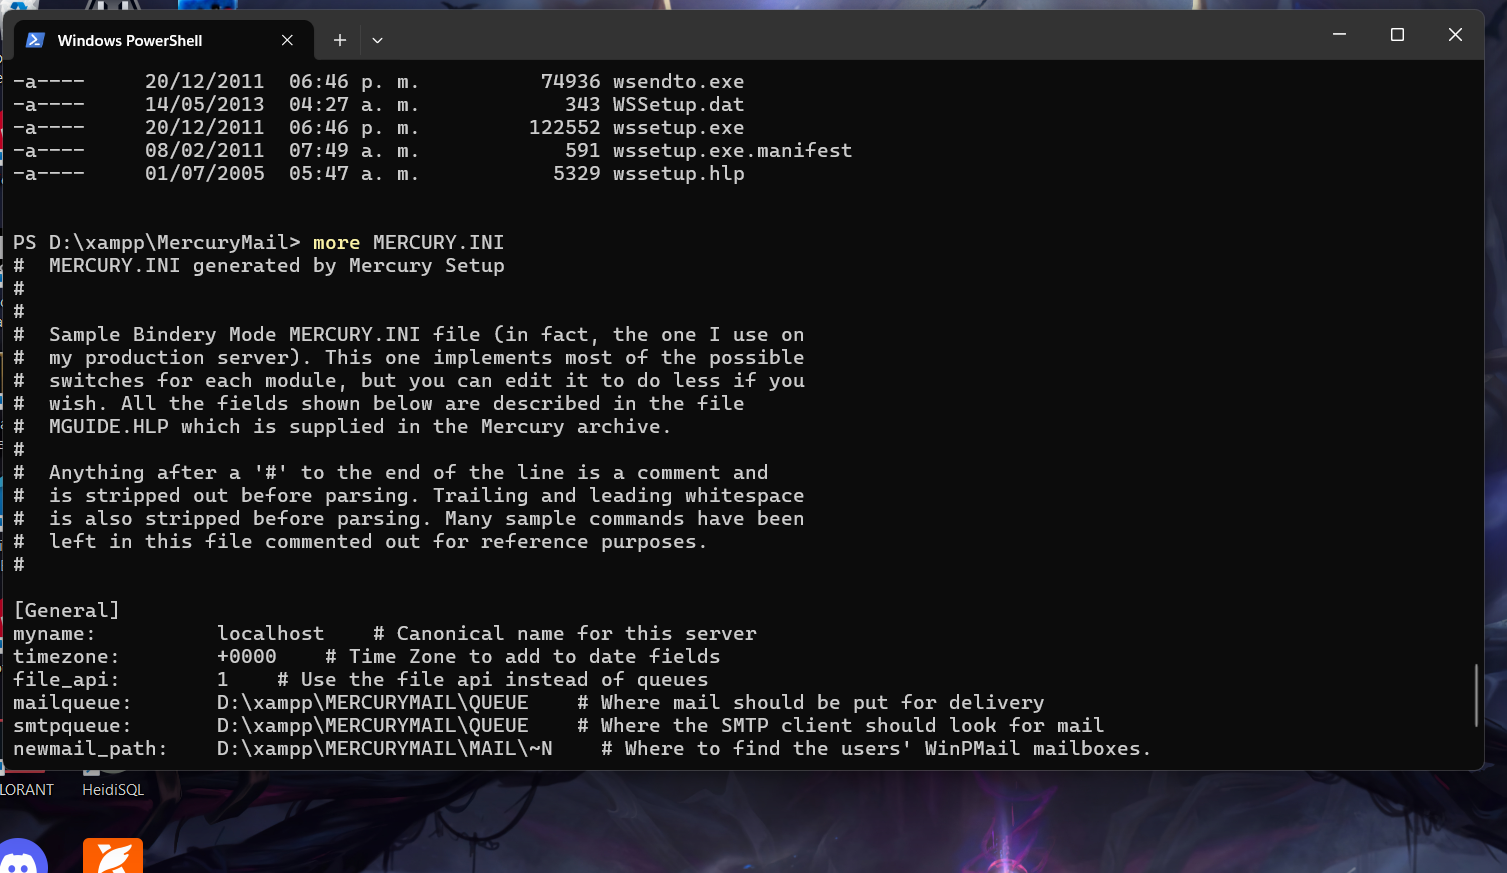 Windows PowerShell
-a---- 20/12/2011 06:46 p. m. 74936 wsendto.exe
-a---- 14/05/2013 04:27 a. m. 343 WSSetup.dat
-a---- 20/12/2011 06:46 p. m. 122552 wssetup.exe
-a---- 08/02/2011 07:49 a. m. 591 wssetup.exe.manifest
-a---- 01/07/2005 05:47 a. m. 5329 wssetup.hlp
PS D:\xampp\MercuryMail> more MERCURY.INI
# MERCURY.INI generated by Mercury Setup
#
#
# Sample Bindery Mode MERCURY.INI file (in fact, the one I use on
# my production server). This one implements most of the possible
# switches for each module, but you can edit it to do less if you
# wish. All the fields shown below are described in the file
# MGUIDE.HLP which is supplied in the Mercury archive.
#
# Anything after a '#' to the end of the line is a comment and
# is stripped out before parsing. Trailing and leading whitespace
# is also stripped before parsing. Many sample commands have been
# left in this file commented out for reference purposes.
#
[General]
myname: localhost # Canonical name for this server
timezone: +0000 # Time Zone to add to date fields
file_api: 1 # Use the file api instead of queues
mailqueue: D:\xampp\MERCURYMAIL\QUEUE # Where mail should be put for delivery
smtpqueue: D:\xampp\MERCURYMAIL\QUEUE # Where the SMTP client should look for mail
newmail_path: D:\xampp\MERCURYMAIL\MAIL\~N # Where to find the users' WinPMail mailboxes.
LORANT HeidiSQL